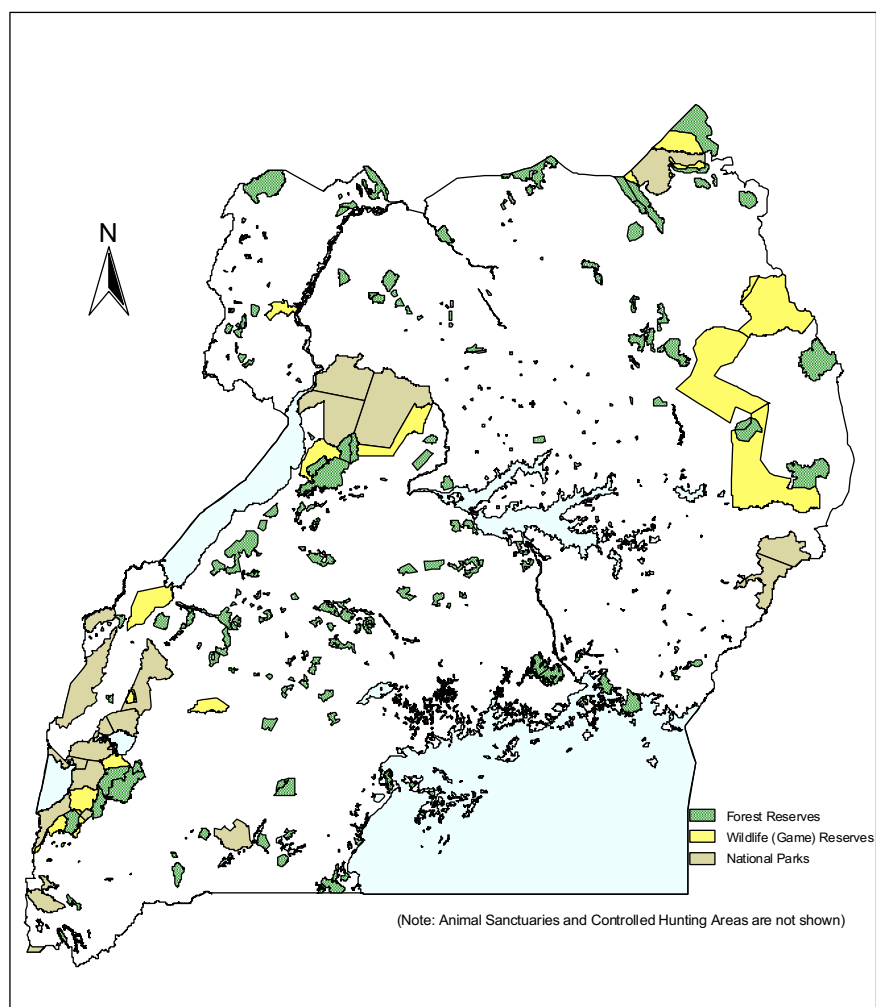 N
Forest Reserves
Wildlife (Game) Reserves
National Parks
(Note: Animal Sanctuaries and Controlled Hunting Areas are not shown)